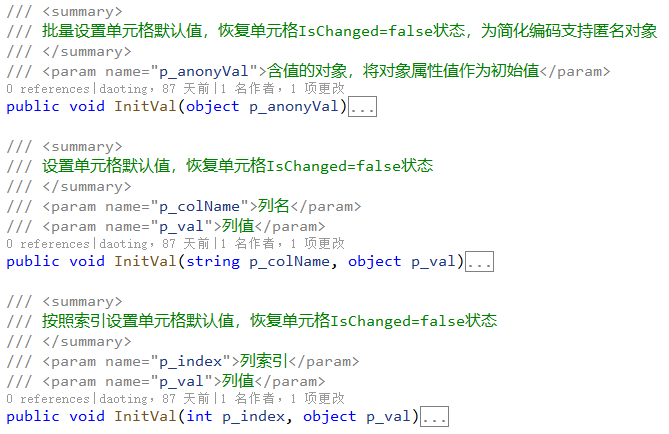 /// <summary>
/// 批量设置单元格默认值，恢复单元格IsChanged=false状态，为简化编码支持匿名对象
/// </summary>
/// <param name="p_anonyVal">含值的对象，将对象属性值作为初始值</param>
0 references|daoting，87 天前|1 名作者，1 项更改
public void InitVal(object p_anonyVal)...
/// <summary>
/// 设置单元格默认值，恢复单元格IsChanged=false状态
/// </summary>
/// <param name="p_colName">列名</param>
/// <param name="p_val">列值</param>
0 references|daoting，87 天前|1 名作者，1 项更改
public void InitVal(string p_colName, object p_val)...
/// <summary>
/// 按照索引设置单元格默认值，恢复单元格IsChanged=false状态
/// </summary>
/// <param name="p_index">列索引</param>
/// <param name="p_val">列值</param>
0 references|daoting，87 天前|1 名作者，1 项更改
public void InitVal(int p_index, object p_val)...